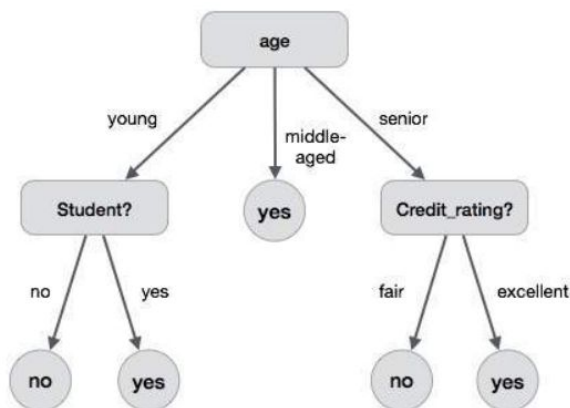 age
young
middle-
aged
senior
Student?
yes
Credit_rating?
no
yes
fair
excellent
no
yes
no
yes